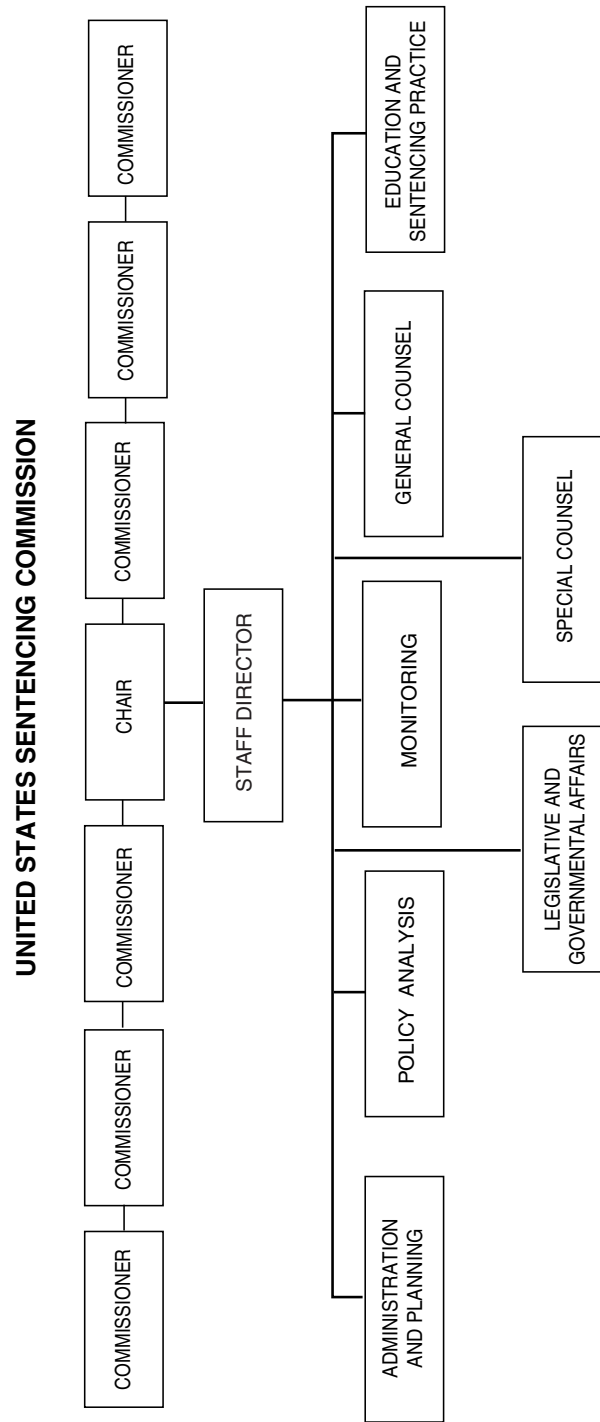 UNITED STATES SENTENCING COMMISSION
COMMISSIONER
COMMISSIONER
COMMISSIONER
CHAIR
COMMISSIONER
COMMISSIONER
COMMISSIONER
STAFF DIRECTOR
ADMINISTRATION
AND PLANNING
POLICY ANALYSIS
MONITORING
GENERAL COUNSEL
EDUCATION AND
SENTENCING PRACTICE
LEGISLATIVE AND
GOVERNMENTAL AFFAIRS
SPECIAL COUNSEL